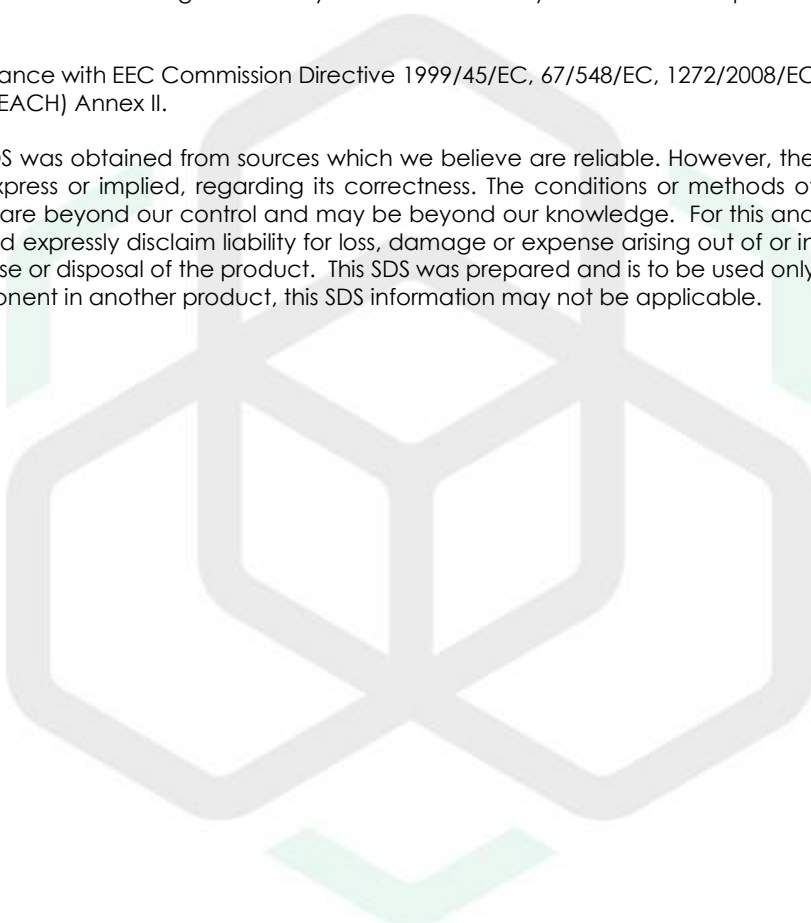 ance with EEC Commission Directive 1999/45/EC, 67/548/EC, 1272/2008/EC
EACH) Annex II.
S was obtained from sources which we believe are reliable. However, the
xpress or implied, regarding its correctness. The conditions or methods of
are beyond our control and may be beyond our knowledge. For this and
d expressly disclaim liability for loss, damage or expense arising out of or in
se or disposal of the product. This SDS was prepared and is to be used only
onent in another product, this SDS information may not be applicable.